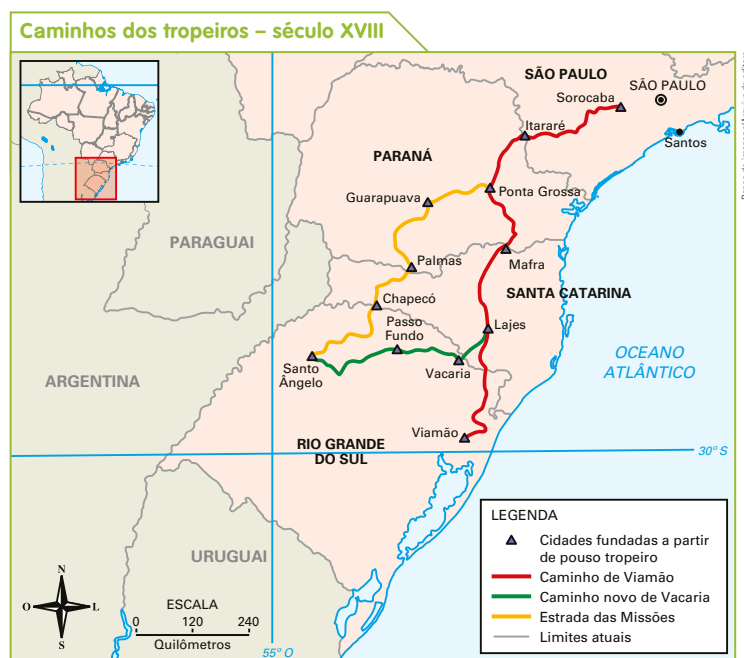 Caminhos dos tropeiros – século XVIII
SÃO PAULO
SÃO PAULO
Sorocaba
Itararé
Santos
PARANÁ
Guarapuava
Ponta Grossa
PARAGUAI
Palmas
Mafra
Chapecó
SANTA CATARINA
Passo
Fundo
Lajes
Santo
Ângelo
Vacaria
OCEANO
ATLÂNTICO
ARGENTINA
Viamão
RIO GRANDE
DO SUL
30º S
URUGUAI
N
O
L
S
ESCALA
0 120 240
Quilômetros
55º O
LEGENDA
Cidades fundadas a partir
de pouso tropeiro
Caminho de Viamão
Caminho novo de Vacaria
Estrada das Missões
Limites atuais